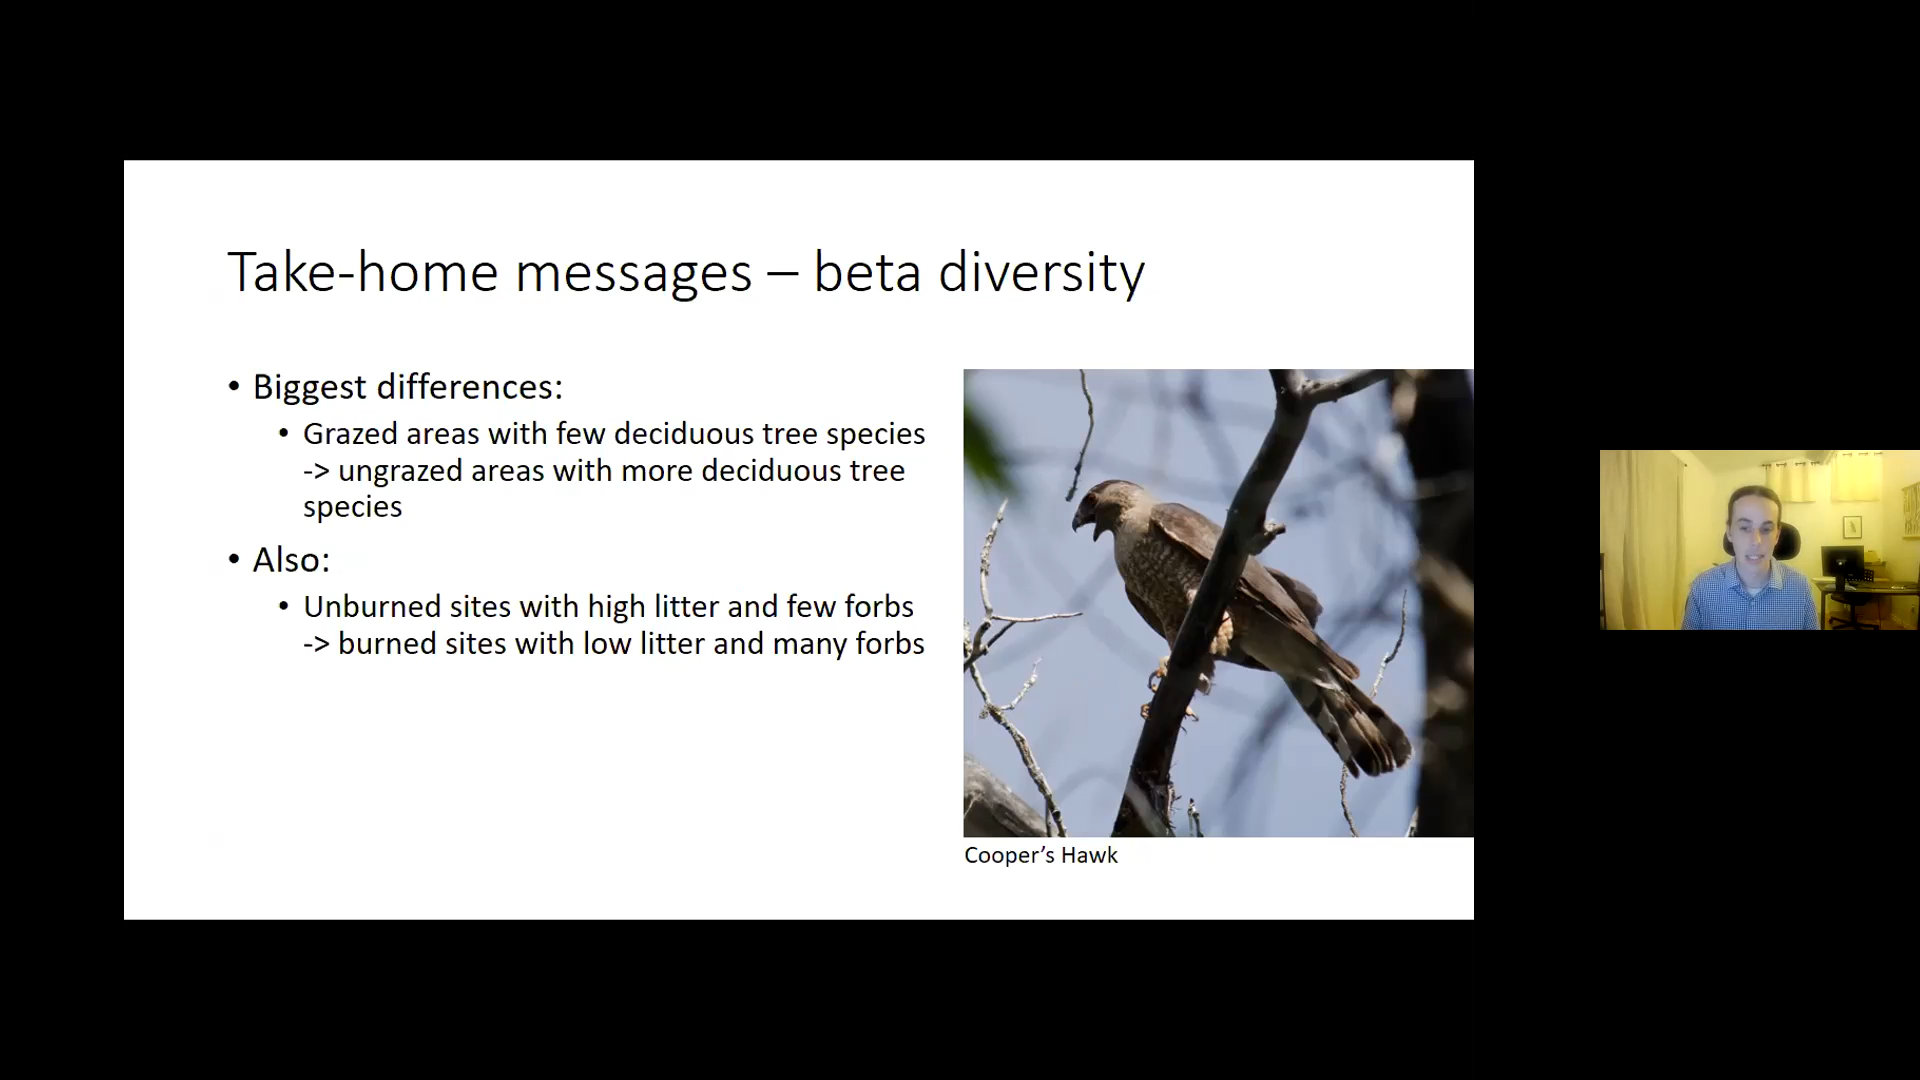 Take-home messages – beta diversity
• Biggest differences:
• Grazed areas with few deciduous tree species
-> ungrazed areas with more deciduous tree
species
• Also:
• Unburned sites with high litter and few forbs
-> burned sites with low litter and many forbs
Cooper’s Hawk